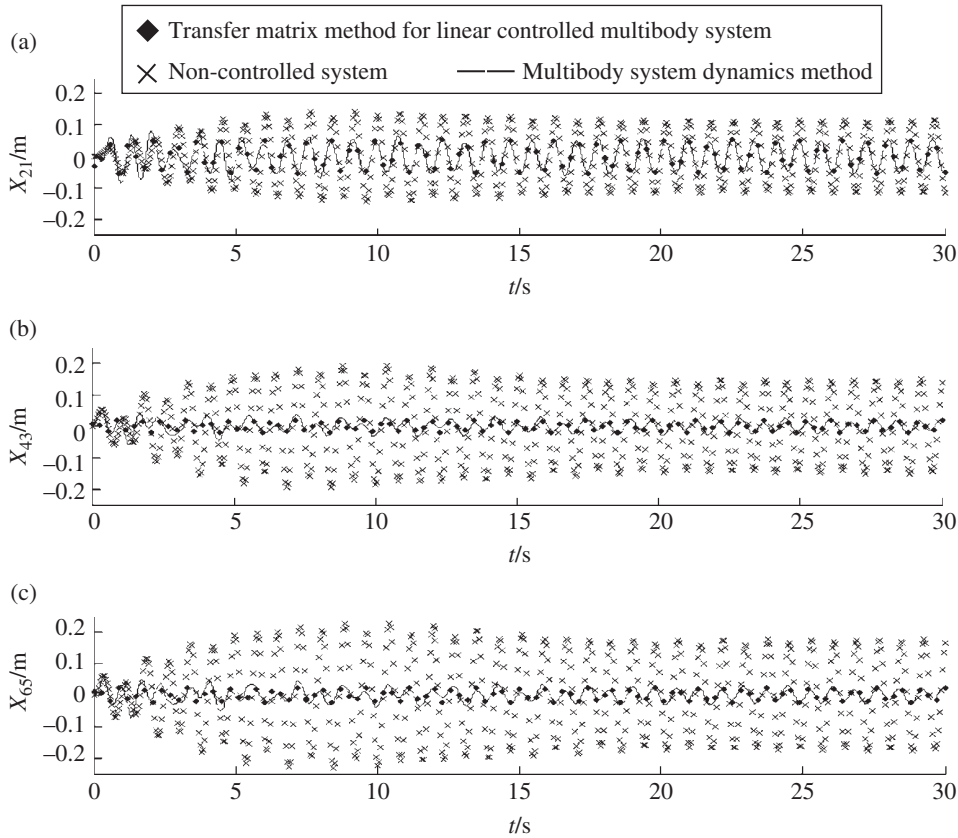 (a)
Transfer matrix method for linear controlled multibody system
Non-controlled system
Multibody system dynamics method
X21/m
0.2
0.1
0
−0.1
−0.2
0 5 10 15 20 25 30
t/s
(b)
X43/m
0.2
0.1
0
−0.1
−0.2
0 5 10 15 20 25 30
t/s
(c)
X65/m
0.2
0.1
0
−0.1
−0.2
0 5 10 15 20 25 30
t/s